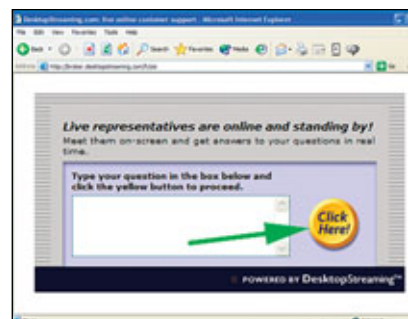 DesktopStreaming.com: live online customer support - Microsoft Internet Explorer
File Edit View Favorites Tools Help
Back Search Favorites Media
Live representatives are online and standing by!
Meet them on-screen and get answers to your questions in real
time.
Type your question in the box below and
click the yellow button to proceed.
Click
Here!
POWERED BY DesktopStreaming™